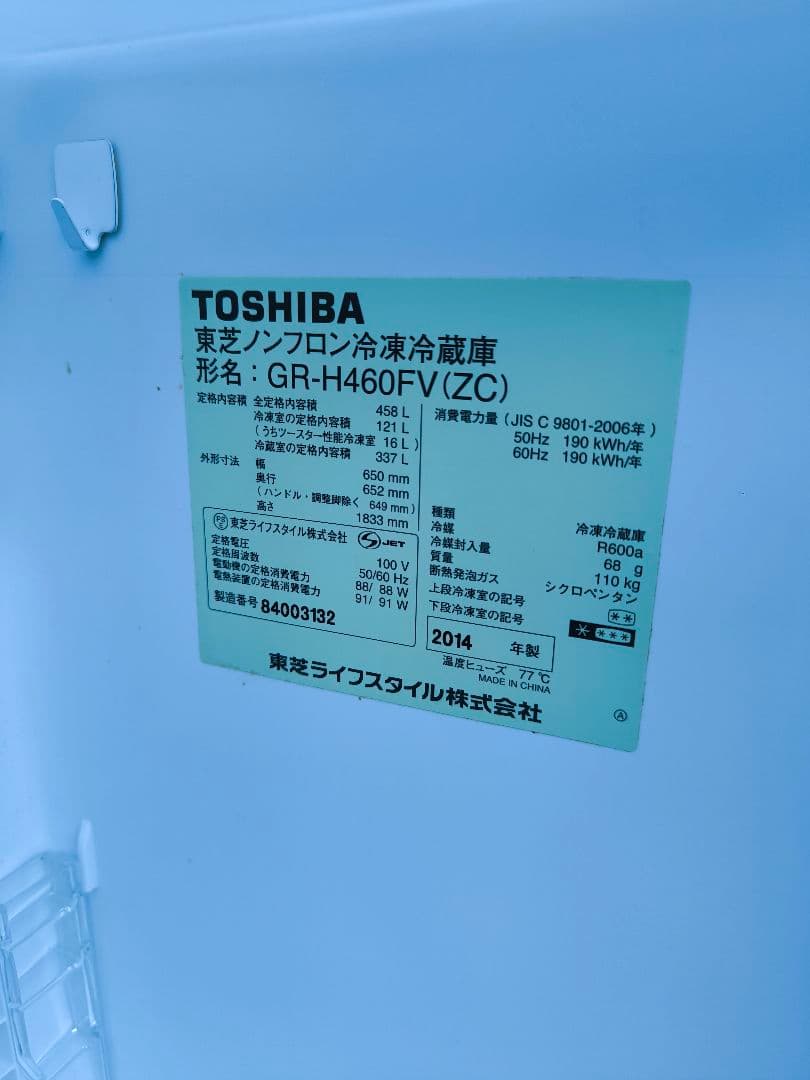 TOSHIBA
東芝ノンフロン冷凍冷蔵庫
形名：GR-H460FV(ZC)
定格内容積 全定格内容積 458 L
冷凍室の定格内容積 121 L
(うちツースター性能冷凍室 16 L)
冷蔵室の定格内容積 337 L
外形寸法 幅 650 mm
奥行 652 mm
(ハンドル・調整脚除く 649 mm)
高さ 1833 mm
東芝ライフスタイル株式会社 JET
定格電圧 100 V
定格周波数 50/60 Hz
電動機の定格消費電力 88/ 88 W
電熱装置の定格消費電力 91/ 91 W
製造番号 84003132
消費電力量 (JIS C 9801-2006年)
50Hz 190 kWh/年
60Hz 190 kWh/年
種類 冷凍冷蔵庫
冷媒 R600a
冷媒封入量 68 g
質量 110 kg
断熱発泡ガス シクロペンタン
上段冷凍室の記号 **
下段冷凍室の記号 * ***
2014 年製
温度ヒューズ 77 ℃
MADE IN CHINA
東芝ライフスタイル株式会社
Ⓐ